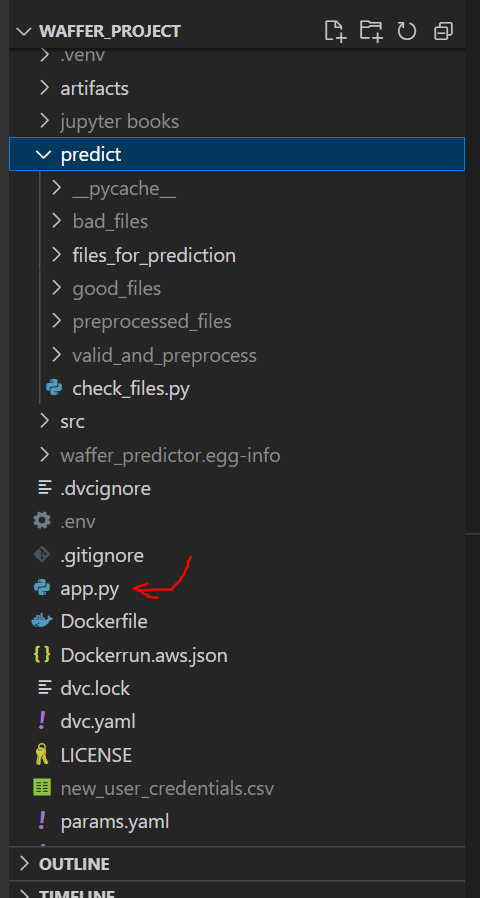 WAFFER_PROJECT
.venv
artifacts
jupyter books
predict
__pycache__
bad_files
files_for_prediction
good_files
preprocessed_files
valid_and_preprocess
check_files.py
src
waffer_predictor.egg-info
.dvcignore
.env
.gitignore
app.py
Dockerfile
Dockerrun.aws.json
dvc.lock
dvc.yaml
LICENSE
new_user_credentials.csv
params.yaml
OUTLINE
TIMELINE